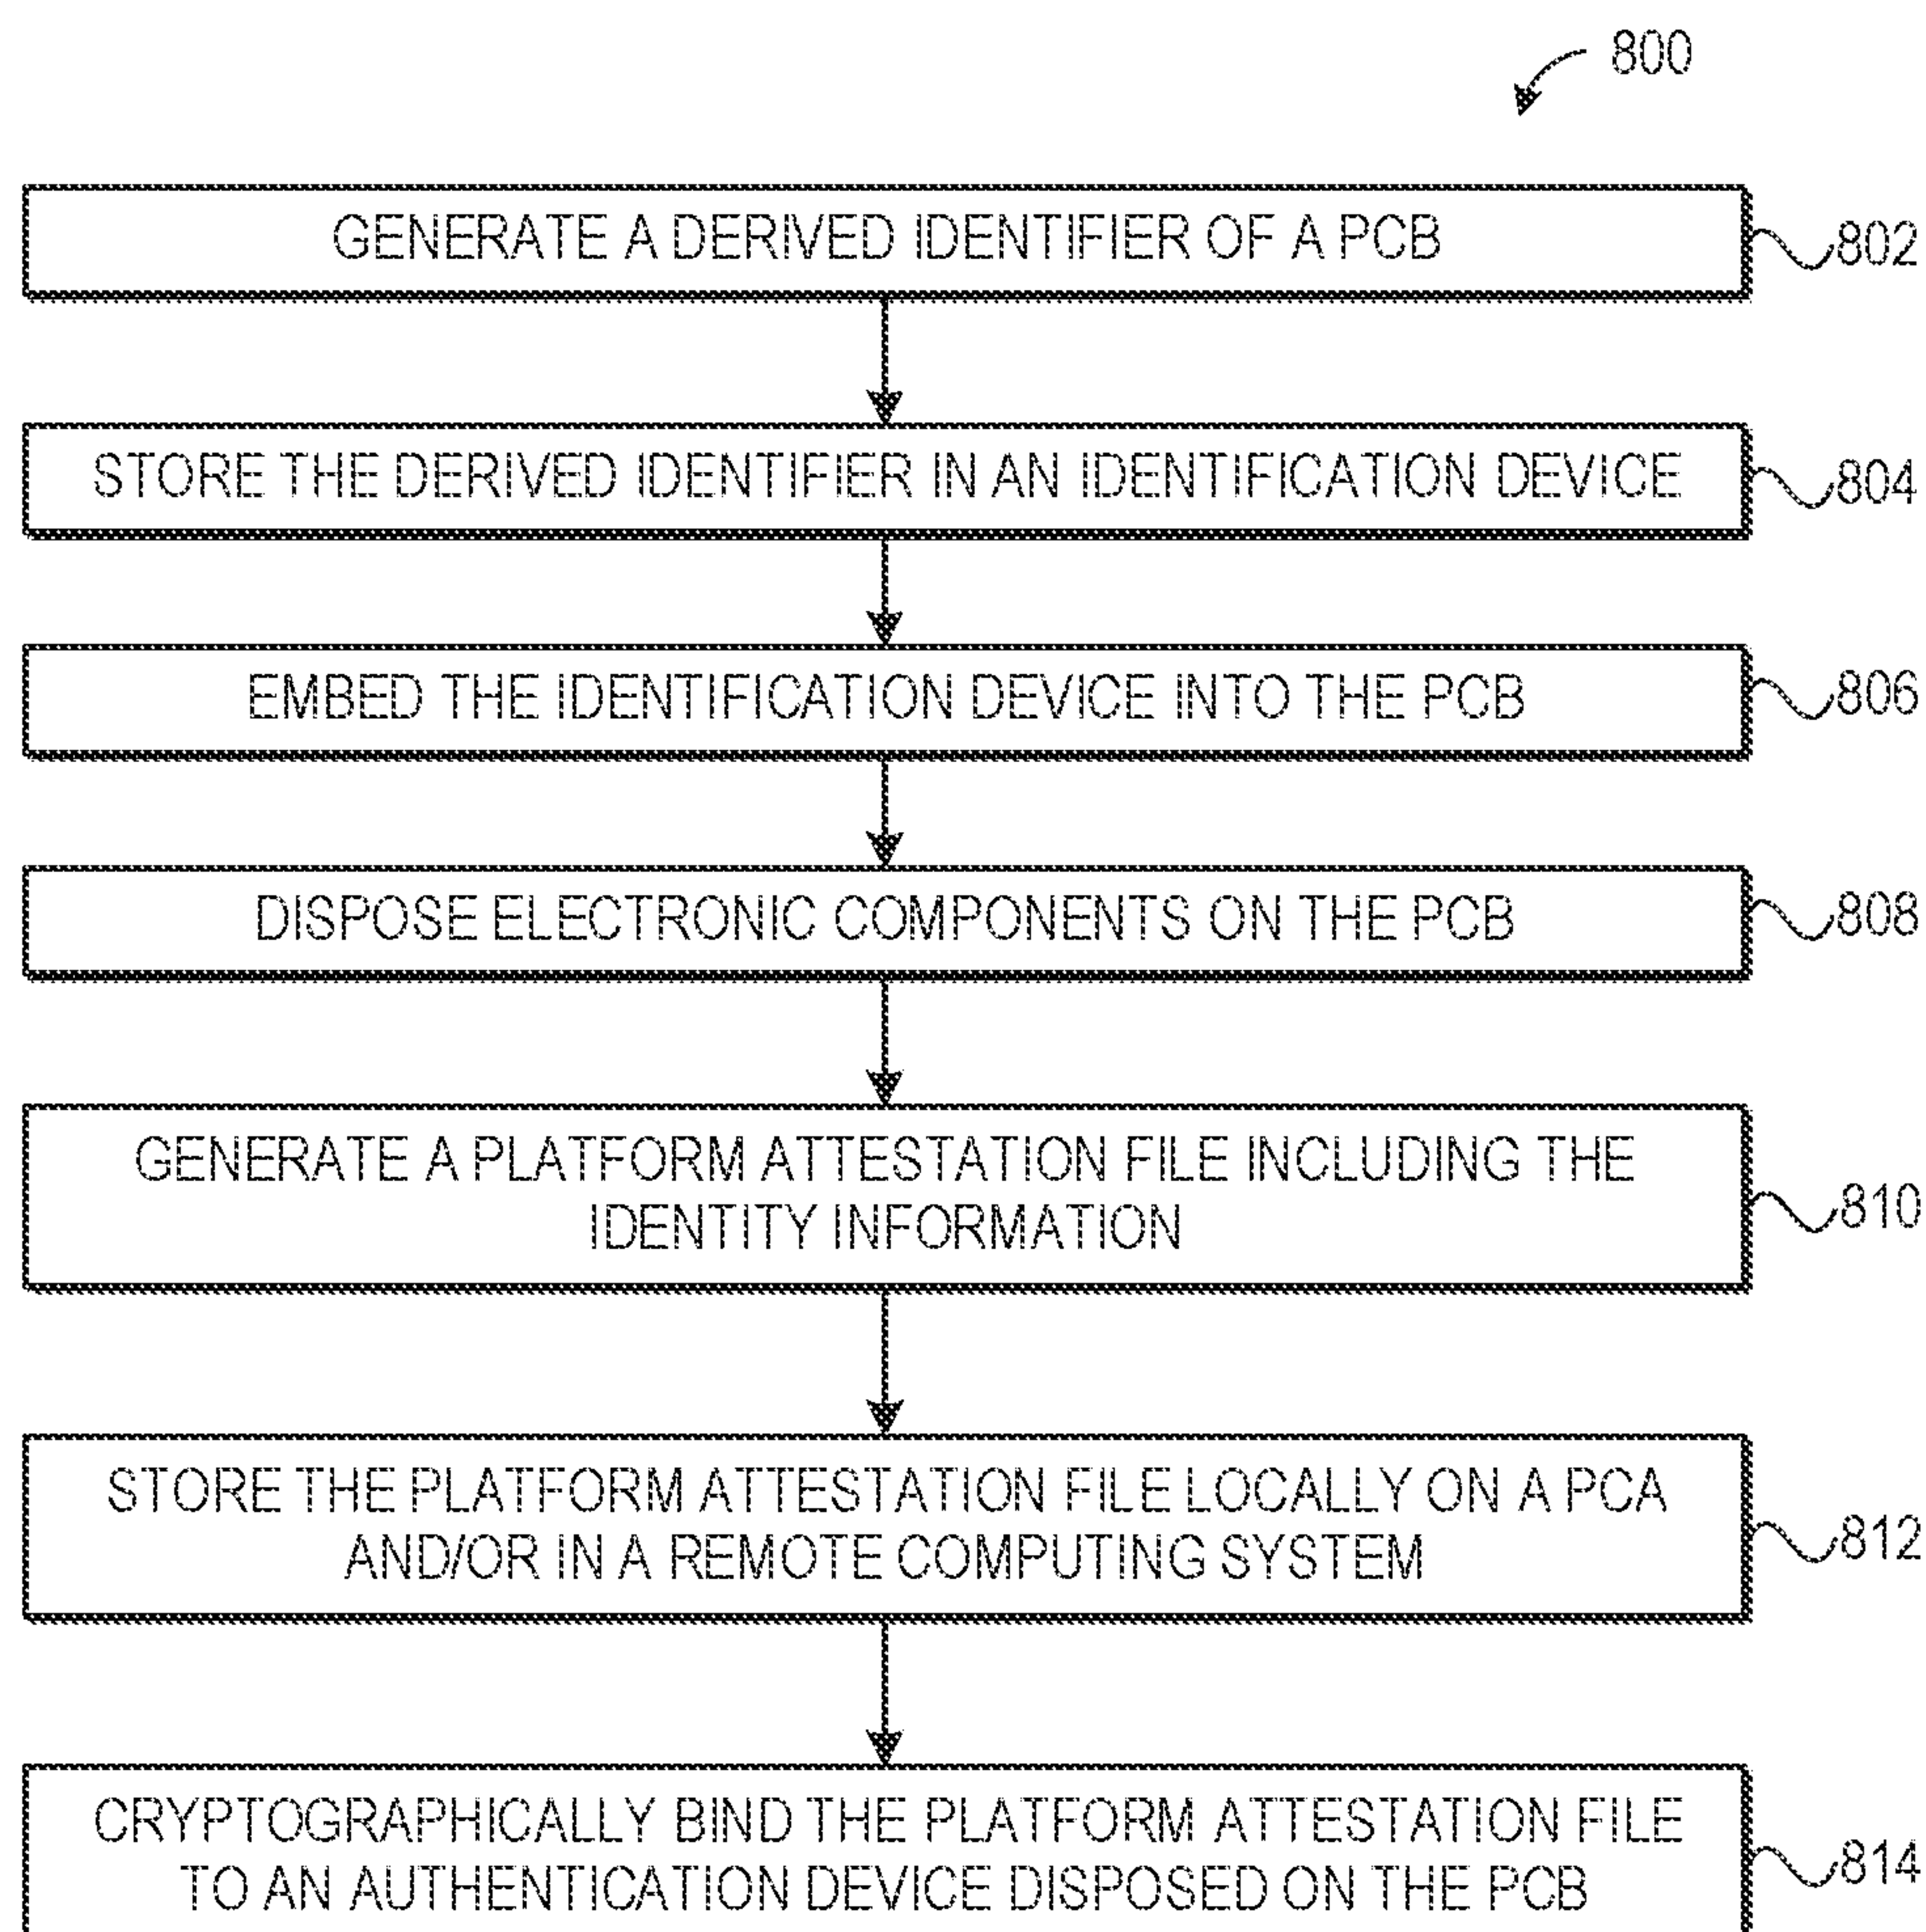 800
GENERATE A DERIVED IDENTIFIER OF A PCB
802
STORE THE DERIVED IDENTIFIER IN AN IDENTIFICATION DEVICE
804
EMBED THE IDENTIFICATION DEVICE INTO THE PCB
806
DISPOSE ELECTRONIC COMPONENTS ON THE PCB
808
GENERATE A PLATFORM ATTESTATION FILE INCLUDING THE
IDENTITY INFORMATION
810
STORE THE PLATFORM ATTESTATION FILE LOCALLY ON A PCA
AND/OR IN A REMOTE COMPUTING SYSTEM
812
CRYPTOGRAPHICALLY BIND THE PLATFORM ATTESTATION FILE
TO AN AUTHENTICATION DEVICE DISPOSED ON THE PCB
814